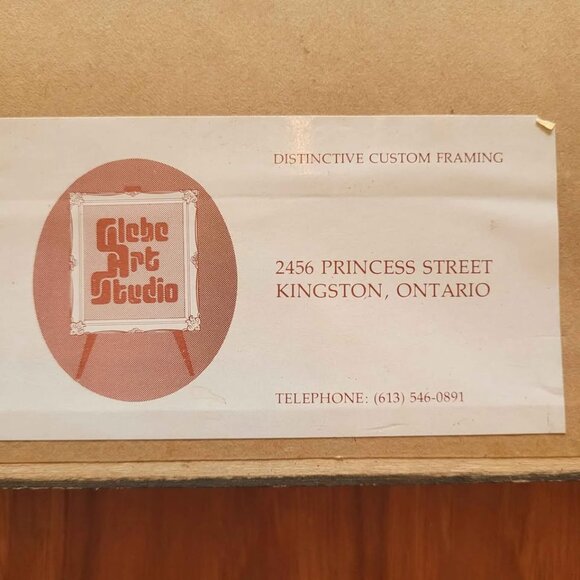 Glebe
Art
Studio
DISTINCTIVE CUSTOM FRAMING
2456 PRINCESS STREET
KINGSTON, ONTARIO
TELEPHONE: (613) 546-0891